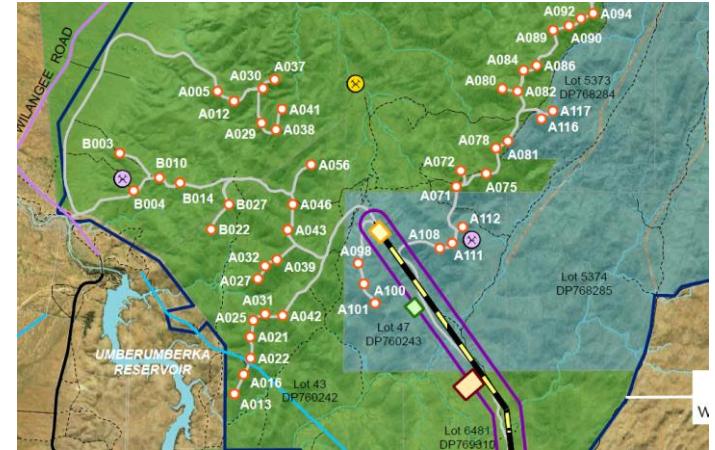 A092
A094
A089
A090
WILANGEE ROAD
A037
A030
A084
A086
A005
A080
A082
Lot 5373
DP768284
A012
A041
A117
A029
A038
A116
B003
A078
A081
A056
A072
B010
A075
A071
B004
B014
B027
A046
A112
B022
A043
A108
A111
A032
A098
A039
A027
Lot 5374
DP768285
A100
A031
A101
A025
A042
Lot 47
DP760243
A021
UMBERUMBERKA
RESERVOIR
A022
A016
Lot 43
DP760242
A013
W
Lot 6481
DP769310